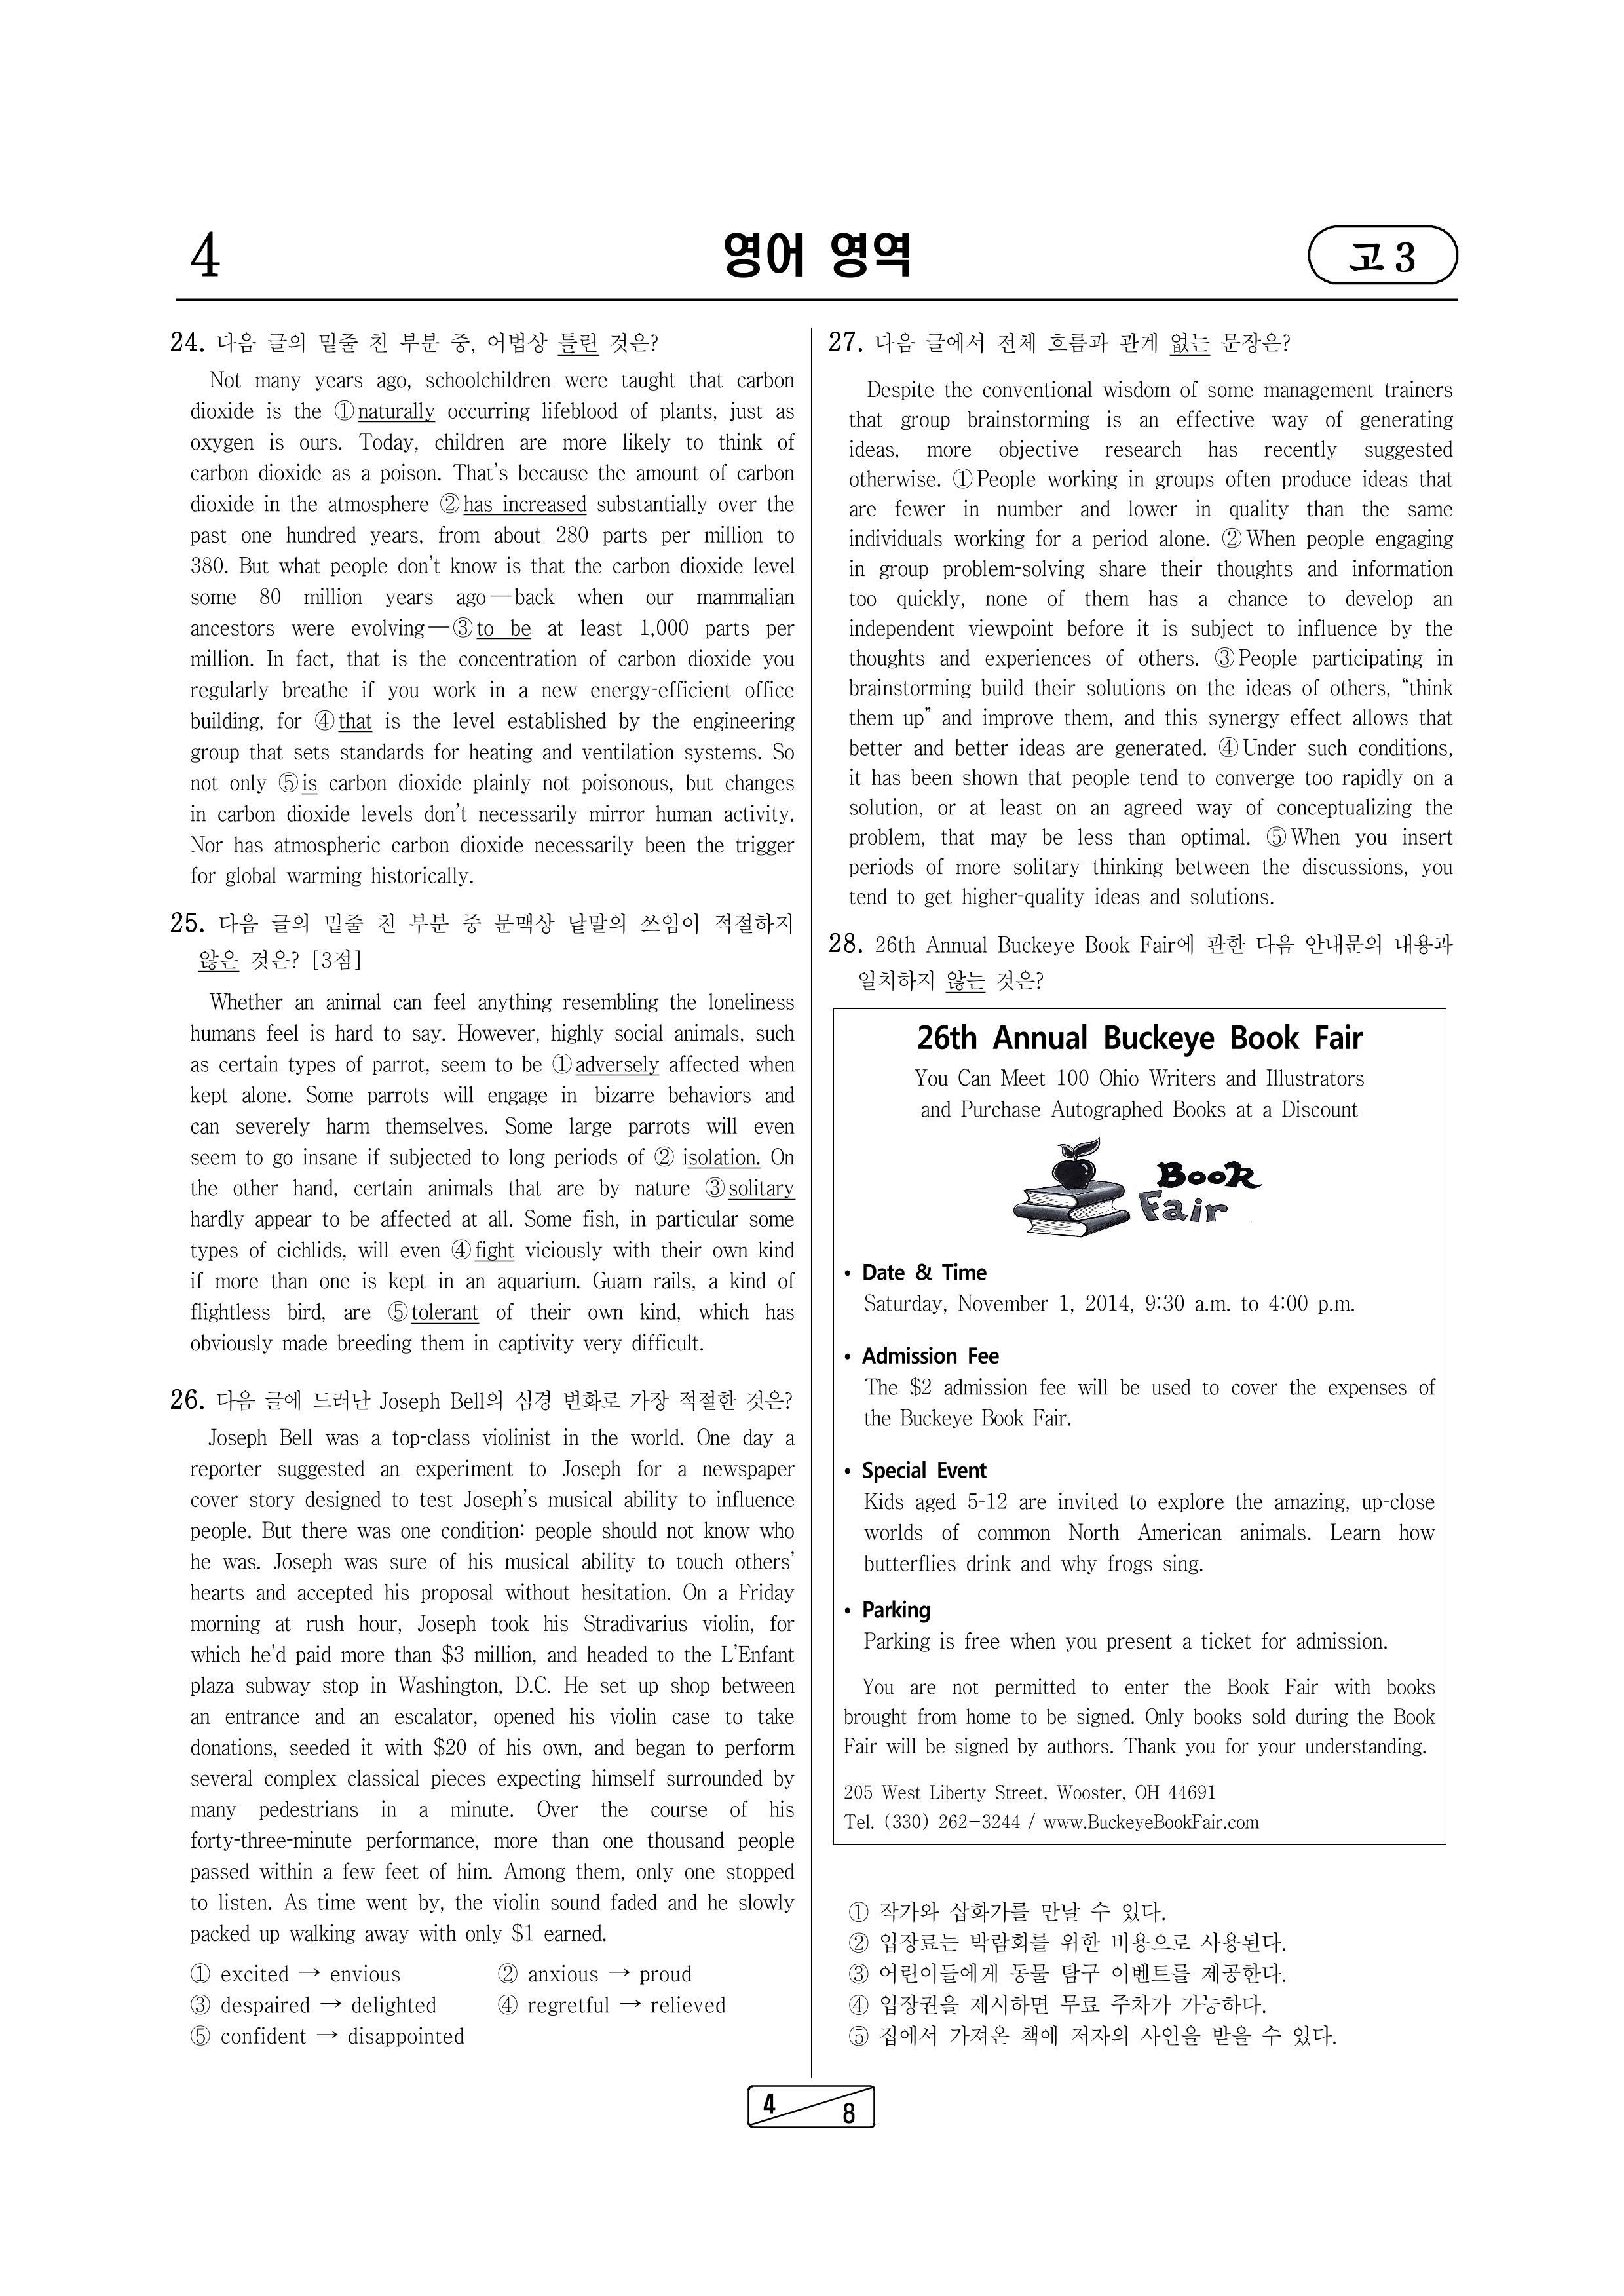 4
영어 영역
고 3
24. 다음 글의 밑줄 친 부분 중, 어법상 틀린 것은?
Not many years ago, schoolchildren were taught that carbon
dioxide is the ①naturally occurring lifeblood of plants, just as
oxygen is ours. Today, children are more likely to think of
carbon dioxide as a poison. That's because the amount of carbon
dioxide in the atmosphere ②has increased substantially over the
past one hundred years, from about 280 parts per million to
380. But what people don't know is that the carbon dioxide level
some 80 million years ago—back when our mammalian
ancestors were evolving—③to be at least 1,000 parts per
million. In fact, that is the concentration of carbon dioxide you
regularly breathe if you work in a new energy-efficient office
building, for ④that is the level established by the engineering
group that sets standards for heating and ventilation systems. So
not only ⑤is carbon dioxide plainly not poisonous, but changes
in carbon dioxide levels don't necessarily mirror human activity.
Nor has atmospheric carbon dioxide necessarily been the trigger
for global warming historically.
25. 다음 글의 밑줄 친 부분 중 문맥상 낱말의 쓰임이 적절하지
않은 것은? [3점]
Whether an animal can feel anything resembling the loneliness
humans feel is hard to say. However, highly social animals, such
as certain types of parrot, seem to be ①adversely affected when
kept alone. Some parrots will engage in bizarre behaviors and
can severely harm themselves. Some large parrots will even
seem to go insane if subjected to long periods of ② isolation. On
the other hand, certain animals that are by nature ③solitary
hardly appear to be affected at all. Some fish, in particular some
types of cichlids, will even ④fight viciously with their own kind
if more than one is kept in an aquarium. Guam rails, a kind of
flightless bird, are ⑤tolerant of their own kind, which has
obviously made breeding them in captivity very difficult.
26. 다음 글에 드러난 Joseph Bell의 심경 변화로 가장 적절한 것은?
Joseph Bell was a top-class violinist in the world. One day a
reporter suggested an experiment to Joseph for a newspaper
cover story designed to test Joseph's musical ability to influence
people. But there was one condition: people should not know who
he was. Joseph was sure of his musical ability to touch others'
hearts and accepted his proposal without hesitation. On a Friday
morning at rush hour, Joseph took his Stradivarius violin, for
which he'd paid more than $3 million, and headed to the L'Enfant
plaza subway stop in Washington, D.C. He set up shop between
an entrance and an escalator, opened his violin case to take
donations, seeded it with $20 of his own, and began to perform
several complex classical pieces expecting himself surrounded by
many pedestrians in a minute. Over the course of his
forty-three-minute performance, more than one thousand people
passed within a few feet of him. Among them, only one stopped
to listen. As time went by, the violin sound faded and he slowly
packed up walking away with only $1 earned.
① excited → envious ② anxious → proud
③ despaired → delighted ④ regretful → relieved
⑤ confident → disappointed
27. 다음 글에서 전체 흐름과 관계 없는 문장은?
Despite the conventional wisdom of some management trainers
that group brainstorming is an effective way of generating
ideas, more objective research has recently suggested
otherwise. ①People working in groups often produce ideas that
are fewer in number and lower in quality than the same
individuals working for a period alone. ②When people engaging
in group problem-solving share their thoughts and information
too quickly, none of them has a chance to develop an
independent viewpoint before it is subject to influence by the
thoughts and experiences of others. ③People participating in
brainstorming build their solutions on the ideas of others, "think
them up" and improve them, and this synergy effect allows that
better and better ideas are generated. ④Under such conditions,
it has been shown that people tend to converge too rapidly on a
solution, or at least on an agreed way of conceptualizing the
problem, that may be less than optimal. ⑤When you insert
periods of more solitary thinking between the discussions, you
tend to get higher-quality ideas and solutions.
28. 26th Annual Buckeye Book Fair에 관한 다음 안내문의 내용과
일치하지 않는 것은?
26th Annual Buckeye Book Fair
You Can Meet 100 Ohio Writers and Illustrators
and Purchase Autographed Books at a Discount
Book
Fair
• Date & Time
Saturday, November 1, 2014, 9:30 a.m. to 4:00 p.m.
• Admission Fee
The $2 admission fee will be used to cover the expenses of
the Buckeye Book Fair.
• Special Event
Kids aged 5-12 are invited to explore the amazing, up-close
worlds of common North American animals. Learn how
butterflies drink and why frogs sing.
• Parking
Parking is free when you present a ticket for admission.
You are not permitted to enter the Book Fair with books
brought from home to be signed. Only books sold during the Book
Fair will be signed by authors. Thank you for your understanding.
205 West Liberty Street, Wooster, OH 44691
Tel. (330) 262-3244 / www.BuckeyeBookFair.com
① 작가와 삽화가를 만날 수 있다.
② 입장료는 박람회를 위한 비용으로 사용된다.
③ 어린이들에게 동물 탐구 이벤트를 제공한다.
④ 입장권을 제시하면 무료 주차가 가능하다.
⑤ 집에서 가져온 책에 저자의 사인을 받을 수 있다.
4
8